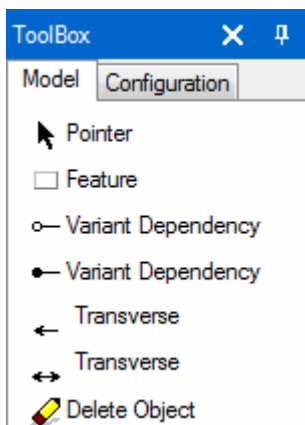 ToolBox
Model Configuration
Pointer
Feature
Variant Dependency
Variant Dependency
Transverse
Transverse
Delete Object